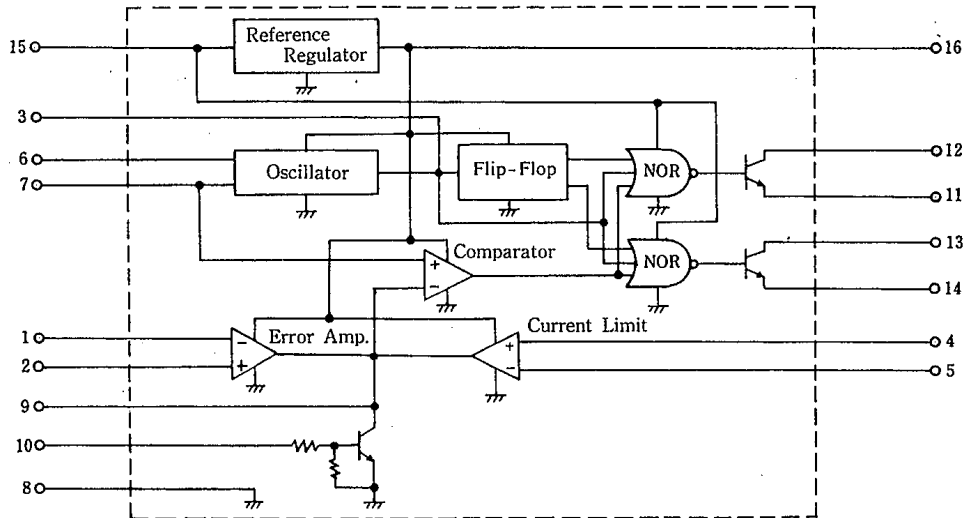 Reference
Regulator
15
16
3
6
7
Oscillator
Flip-Flop
NOR
12
11
Comparator
+
−
NOR
13
14
1
2
−
+
Error Amp.
Current Limit
+
−
4
5
9
10
8